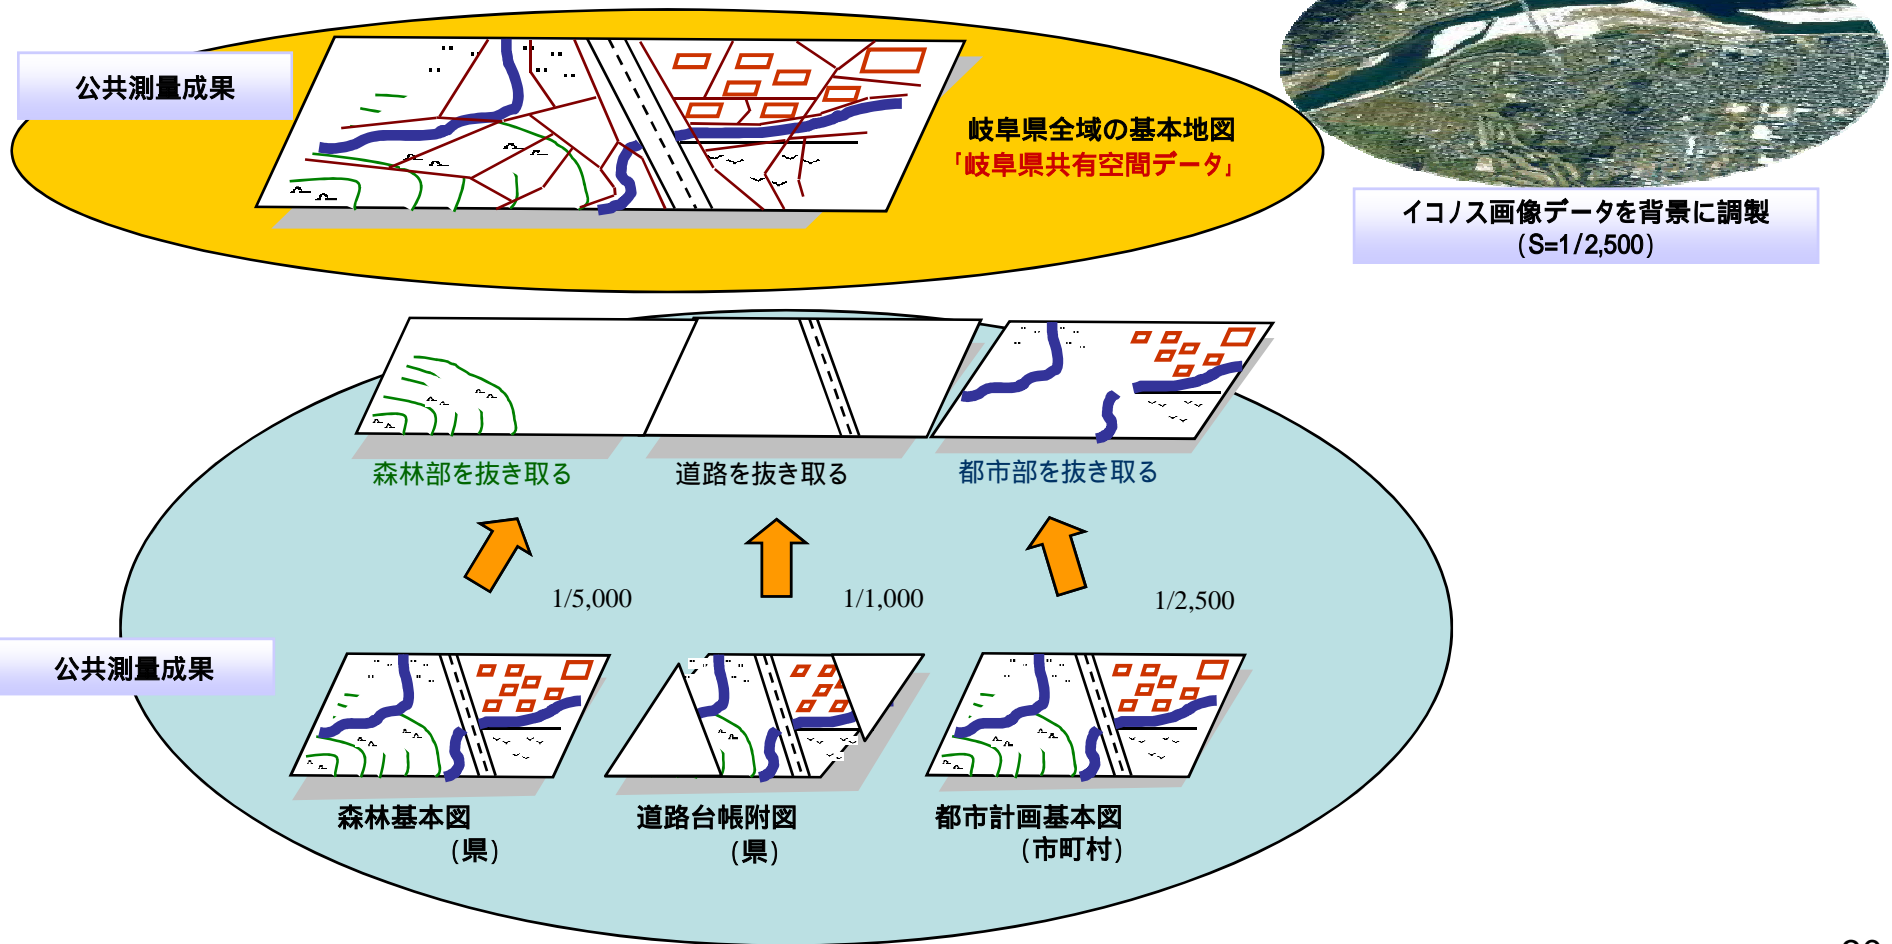 公共測量成果
岐阜県全域の基本地図
「岐阜県共有空間データ」
イコノス画像データを背景に調製
(S=1/2,500)
森林部を抜き取る
道路を抜き取る
都市部を抜き取る
1/5,000
1/1,000
1/2,500
公共測量成果
森林基本図
(県)
道路台帳附図
(県)
都市計画基本図
(市町村)